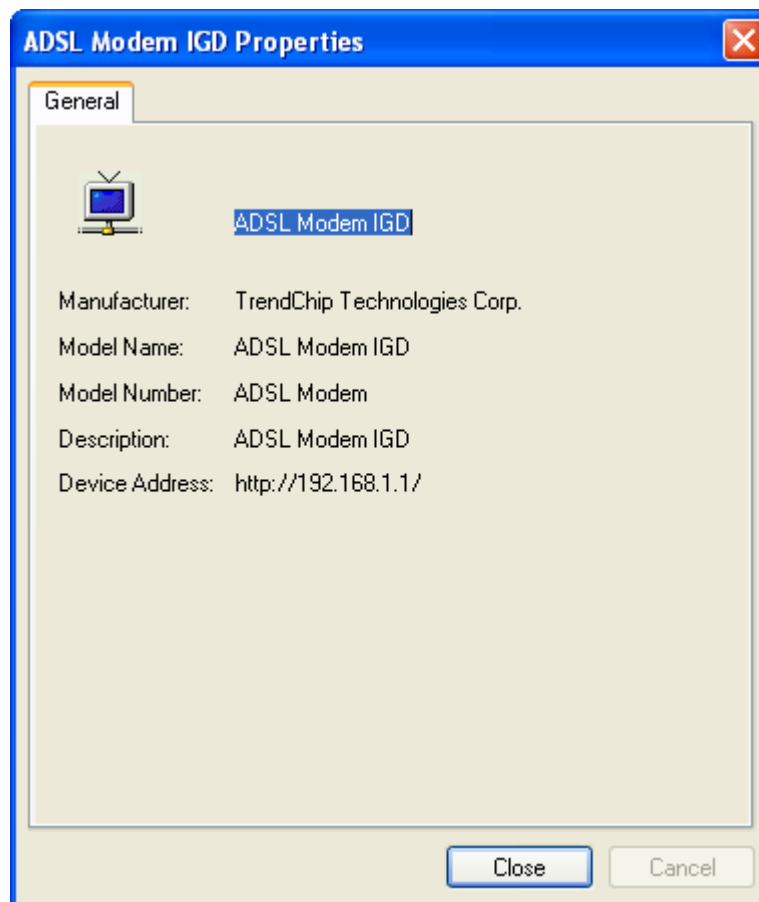 ADSL Modem IGD Properties
General
ADSL Modem IGD
Manufacturer: TrendChip Technologies Corp.
Model Name: ADSL Modem IGD
Model Number: ADSL Modem
Description: ADSL Modem IGD
Device Address: http://192.168.1.1/
Close Cancel